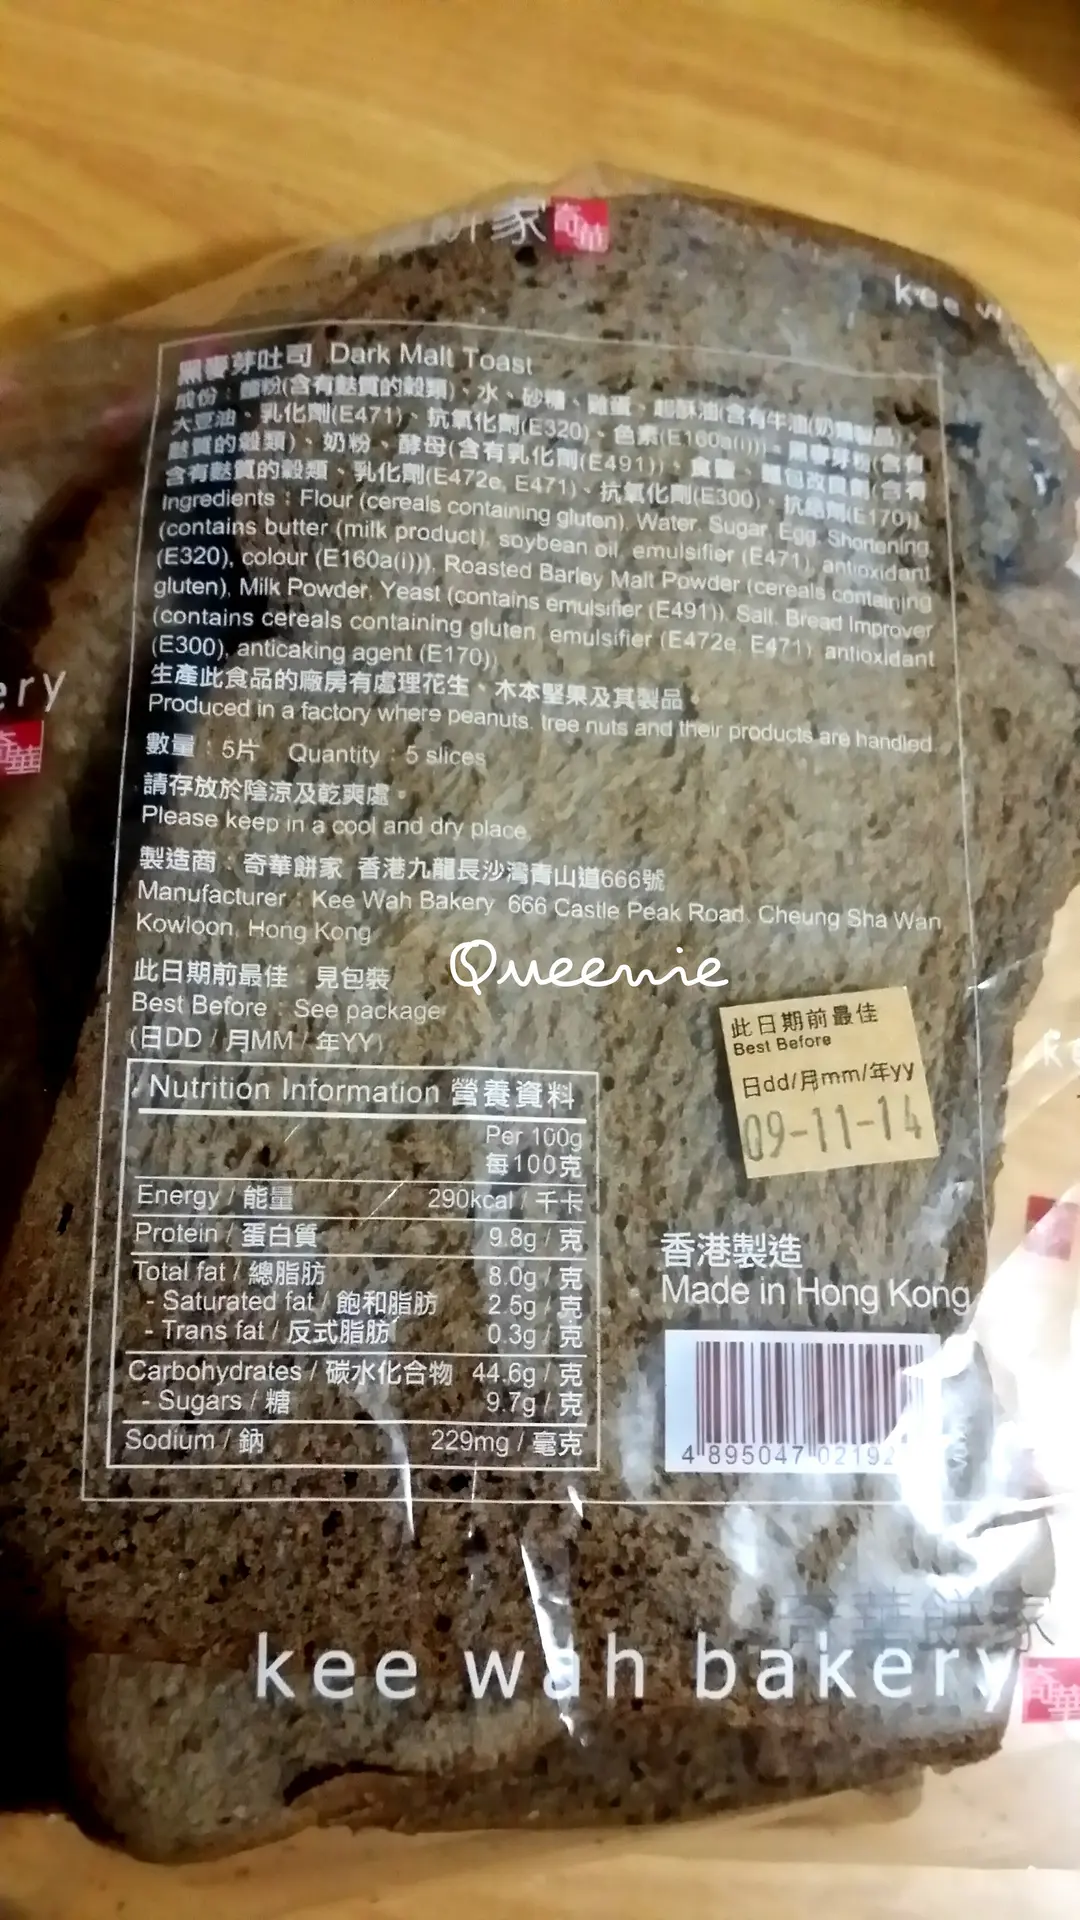 餅家 奇華
kee w
黑麥芽吐司 Dark Malt Toast
成份：麵粉(含有麩質的穀類)、水、砂糖、雞蛋、起酥油(含有牛油(奶類製品)、
大豆油、乳化劑(E471)、抗氧化劑(E320)、色素(E160a(i)))、黑麥芽粉(含有
麩質的穀類)、奶粉、酵母(含有乳化劑(E491))、食鹽、麵包改良劑(含有
含有麩質的穀類、乳化劑(E472e, E471)、抗氧化劑(E300)、抗結劑(E170))
Ingredients : Flour (cereals containing gluten), Water, Sugar, Egg, Shortening
(contains butter (milk product), soybean oil, emulsifier (E471), antioxidant
(E320), colour (E160a(i))), Roasted Barley Malt Powder (cereals containing
gluten), Milk Powder, Yeast (contains emulsifier (E491)), Salt, Bread Improver
(contains cereals containing gluten, emulsifier (E472e, E471), antioxidant
(E300), anticaking agent (E170))
生產此食品的廠房有處理花生、木本堅果及其製品。
Produced in a factory where peanuts, tree nuts and their products are handled.
ery
奇華
數量：5片 Quantity : 5 slices
請存放於陰涼及乾爽處。
Please keep in a cool and dry place.
製造商：奇華餅家 香港九龍長沙灣青山道666號
Manufacturer : Kee Wah Bakery 666 Castle Peak Road, Cheung Sha Wan,
Kowloon, Hong Kong
Queenie
此日期前最佳：見包裝
Best Before : See package
(日DD / 月MM / 年YY)
此日期前最佳
Best Before
日dd/月mm/年yy
09-11-14
Nutrition Information 營養資料
Per 100g
每100克
Energy / 能量 290kcal / 千卡
Protein / 蛋白質 9.8g / 克
Total fat / 總脂肪 8.0g / 克
- Saturated fat / 飽和脂肪 2.5g / 克
- Trans fat / 反式脂肪 0.3g / 克
Carbohydrates / 碳水化合物 44.6g / 克
- Sugars / 糖 9.7g / 克
Sodium / 鈉 229mg / 毫克
香港製造
Made in Hong Kong
4 895047 02192
奇華餅家
kee wah bakery
奇華